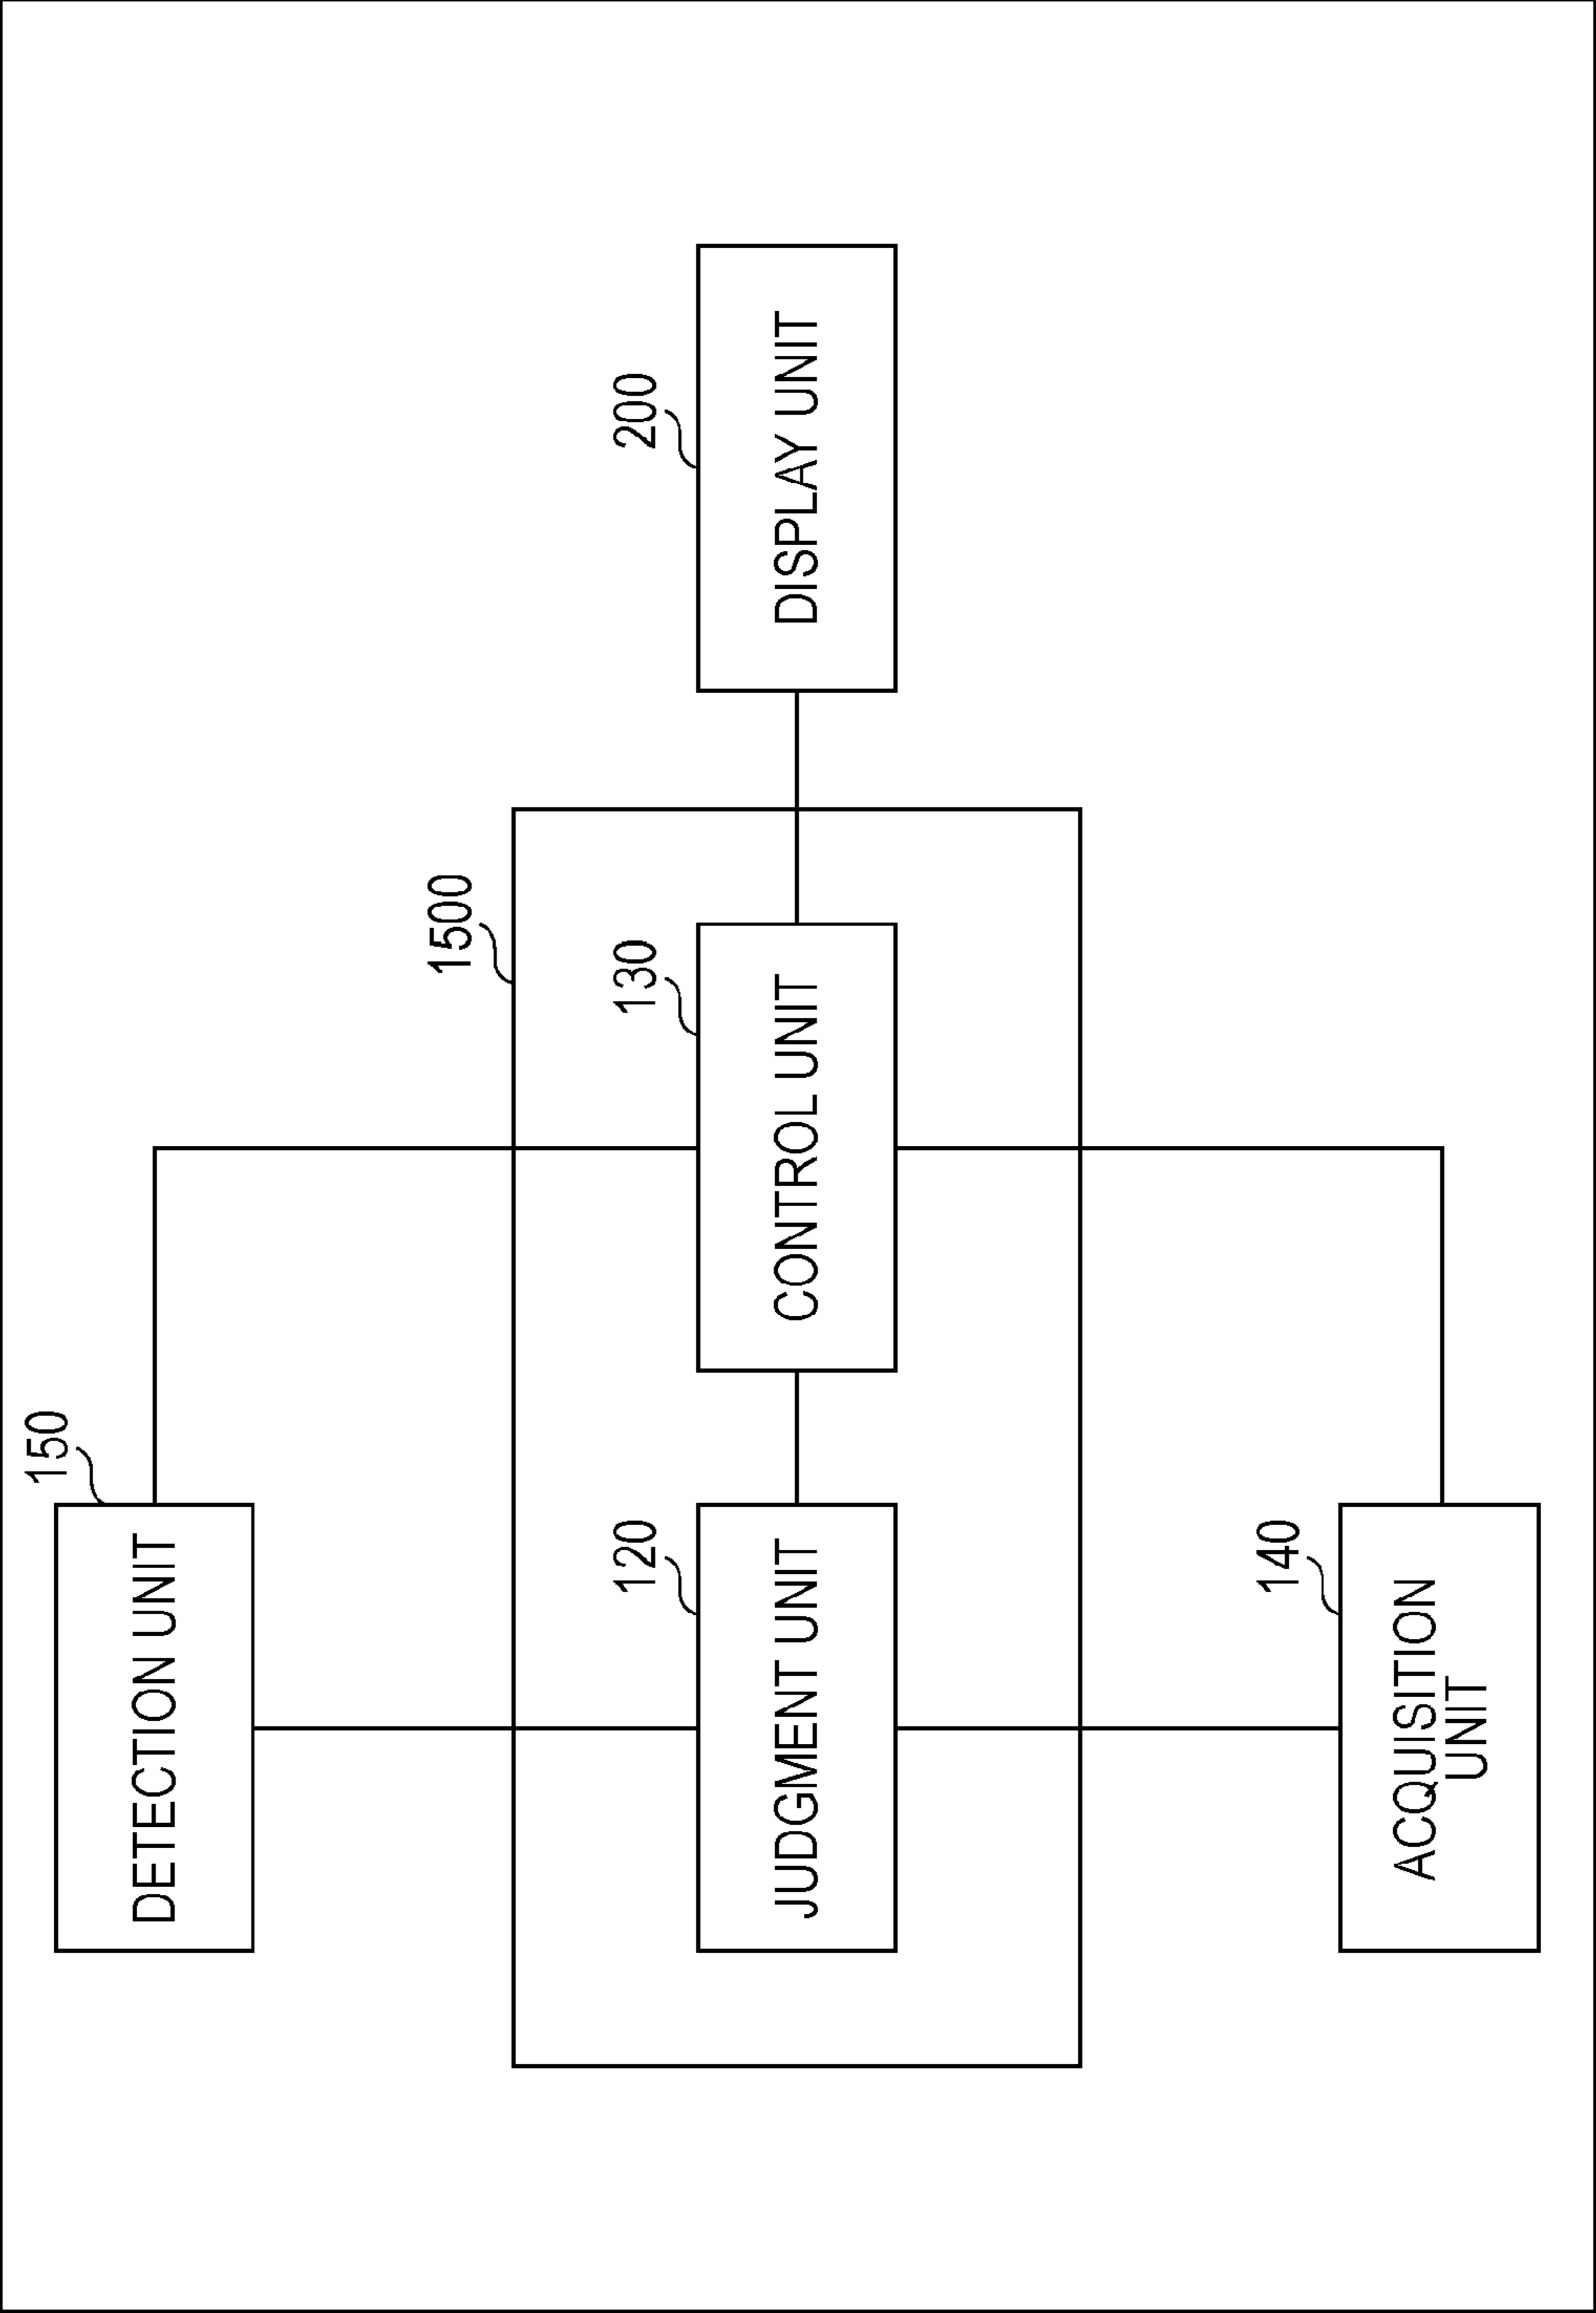 150
DETECTION UNIT
1500
120
JUDGMENT UNIT
130
CONTROL UNIT
200
DISPLAY UNIT
140
ACQUISITION
UNIT